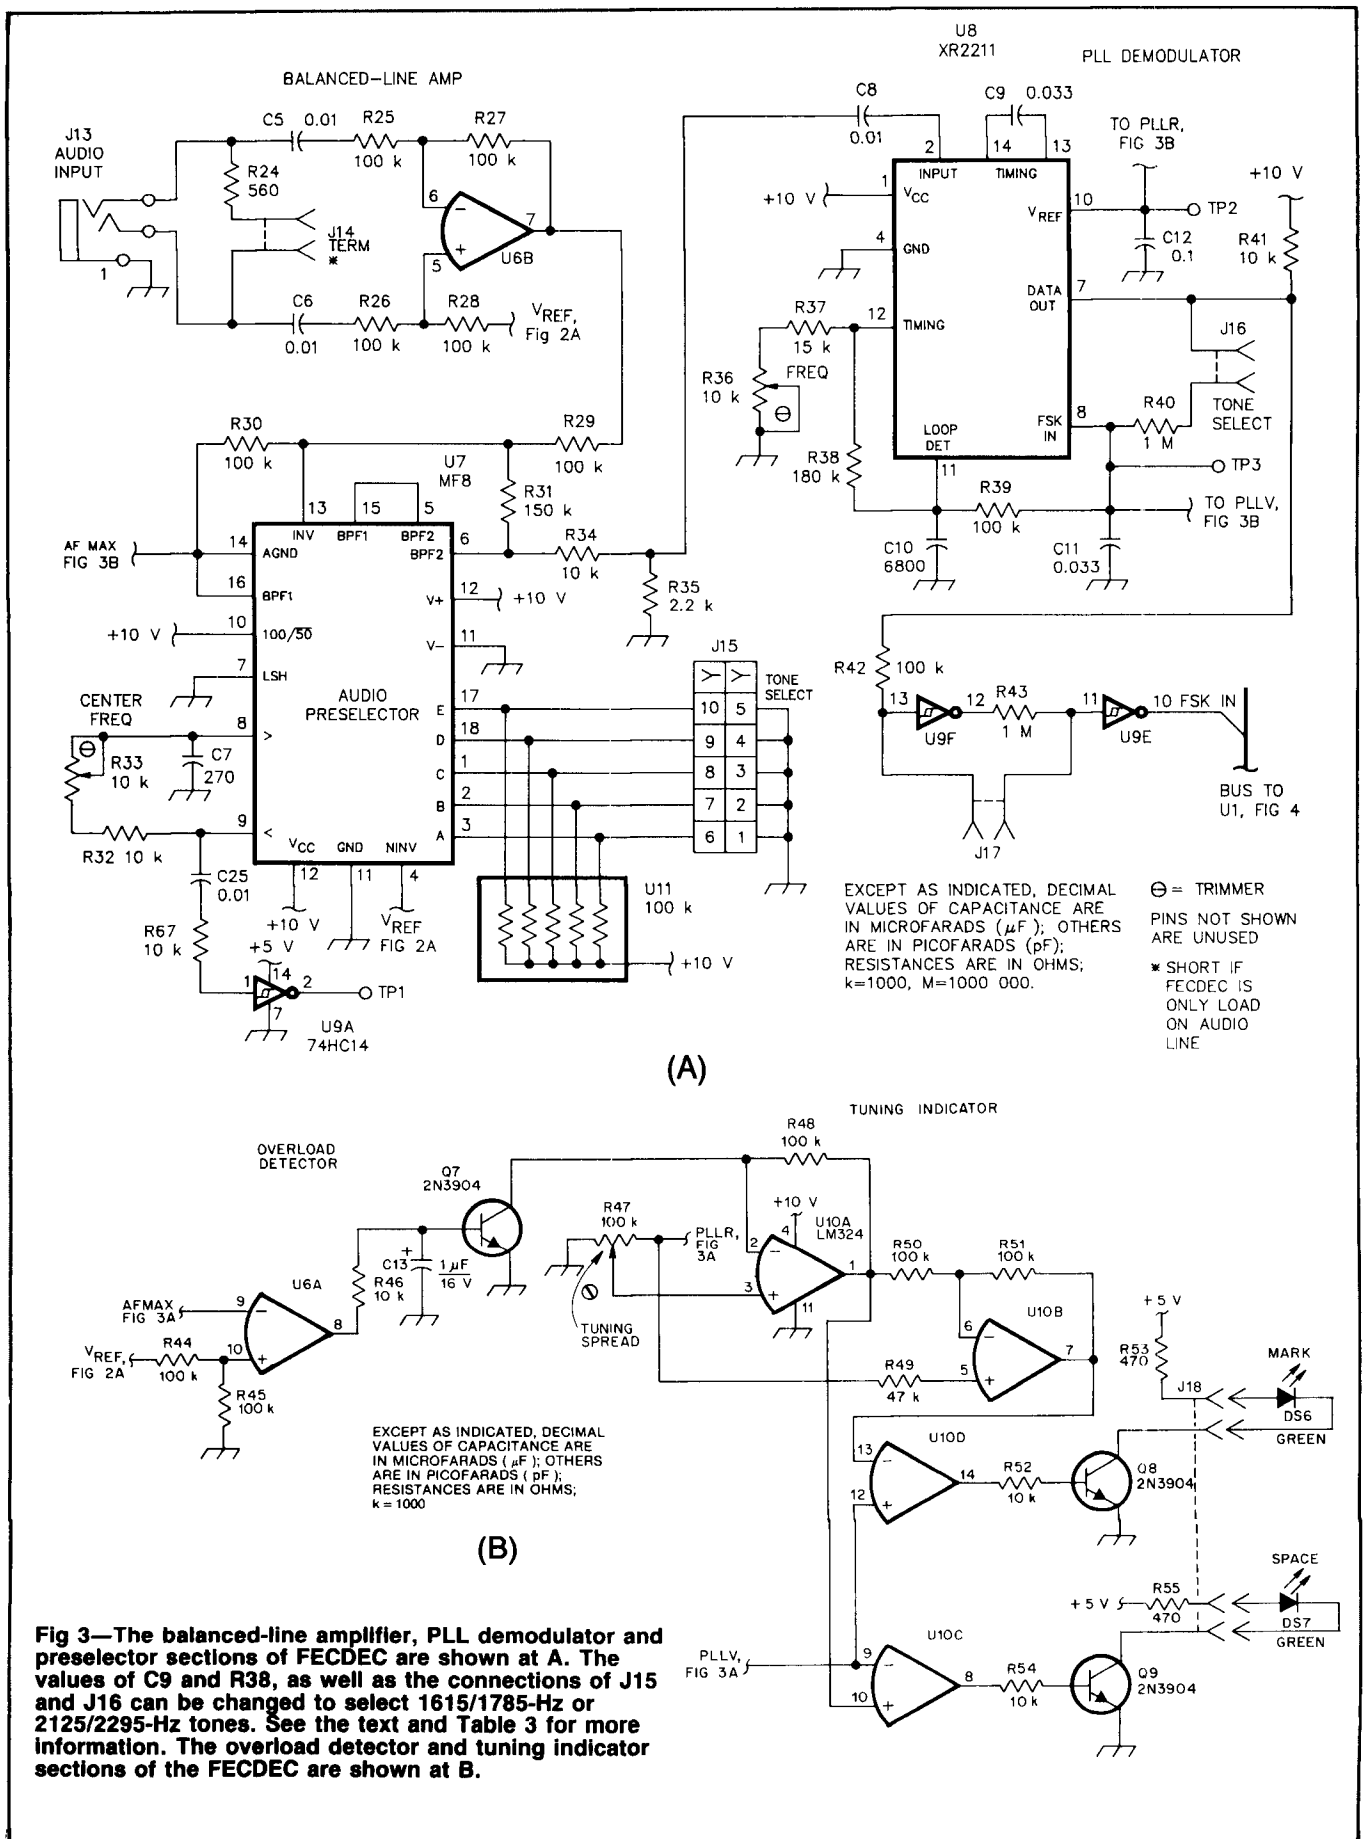 U8
XR2211
PLL DEMODULATOR
BALANCED-LINE AMP
J13
AUDIO
INPUT
1
C5 0.01
R25
100 k
R27
100 k
R24
560
J14
TERM
*
6
5
7
-
+
U6B
C6
0.01
R26
100 k
R28
100 k
VREF,
Fig 2A
C8
0.01
C9 0.033
2
14
13
INPUT
TIMING
1
+10 V
VCC
4
GND
TO PLLR,
FIG 3B
10
VREF
TP2
C12
0.1
+10 V
R41
10 k
DATA
OUT
7
J16
TONE
SELECT
R37
15 k
12
TIMING
R36
10 k
FREQ
R38
180 k
LOOP
DET
11
FSK
IN
8
R40
1 M
TP3
R39
100 k
TO PLLV,
FIG 3B
C10
6800
C11
0.033
R30
100 k
R29
100 k
U7
MF8
R31
150 k
13
15
5
INV
BPF1
BPF2
AF MAX
FIG 3B
14
AGND
16
BPF1
6
BPF2
R34
10 k
R35
2.2 k
12
V+
+10 V
+10 V
10
100/50
11
V-
7
LSH
CENTER
FREQ
8
>
R33
10 k
C7
270
AUDIO
PRESELECTOR
17
E
18
D
1
C
2
B
3
A
J15
TONE
SELECT
10 5
9 4
8 3
7 2
6 1
R32 10 k
9
<
VCC
GND
NINV
12
11
4
+10 V
VREF
FIG 2A
C25
0.01
R67
10 k
+5 V
14
1
2
7
TP1
U9A
74HC14
U11
100 k
+10 V
R42
100 k
13
12
U9F
R43
1 M
11
10 FSK IN
U9E
J17
BUS TO
U1, FIG 4
EXCEPT AS INDICATED, DECIMAL
VALUES OF CAPACITANCE ARE
IN MICROFARADS (µF); OTHERS
ARE IN PICOFARADS (pF);
RESISTANCES ARE IN OHMS;
k=1000, M=1000 000.
= TRIMMER
PINS NOT SHOWN
ARE UNUSED
* SHORT IF
FECDEC IS
ONLY LOAD
ON AUDIO
LINE
(A)
TUNING INDICATOR
OVERLOAD
DETECTOR
Q7
2N3904
R48
100 k
R47
100 k
PLLR,
FIG
3A
+10 V
4
U10A
LM324
2
3
1
11
-
+
R50
100 k
R51
100 k
TUNING
SPREAD
C13
+
1 µF
16 V
R46
10 k
U6A
AFMAX
FIG 3A
9
10
8
-
+
VREF,
FIG 2A
R44
100 k
R45
100 k
U10B
6
5
7
-
+
R49
47 k
+5 V
R53
470
J18
MARK
DS6
GREEN
U10D
13
12
14
-
+
R52
10 k
Q8
2N3904
EXCEPT AS INDICATED, DECIMAL
VALUES OF CAPACITANCE ARE
IN MICROFARADS (µF); OTHERS
ARE IN PICOFARADS (pF);
RESISTANCES ARE IN OHMS;
k = 1000
(B)
SPACE
+5 V
R55
470
DS7
GREEN
PLLV,
FIG 3A
U10C
9
10
8
-
+
R54
10 k
Q9
2N3904
Fig 3—The balanced-line amplifier, PLL demodulator and
preselector sections of FECDEC are shown at A. The
values of C9 and R38, as well as the connections of J15
and J16 can be changed to select 1615/1785-Hz or
2125/2295-Hz tones. See the text and Table 3 for more
information. The overload detector and tuning indicator
sections of the FECDEC are shown at B.